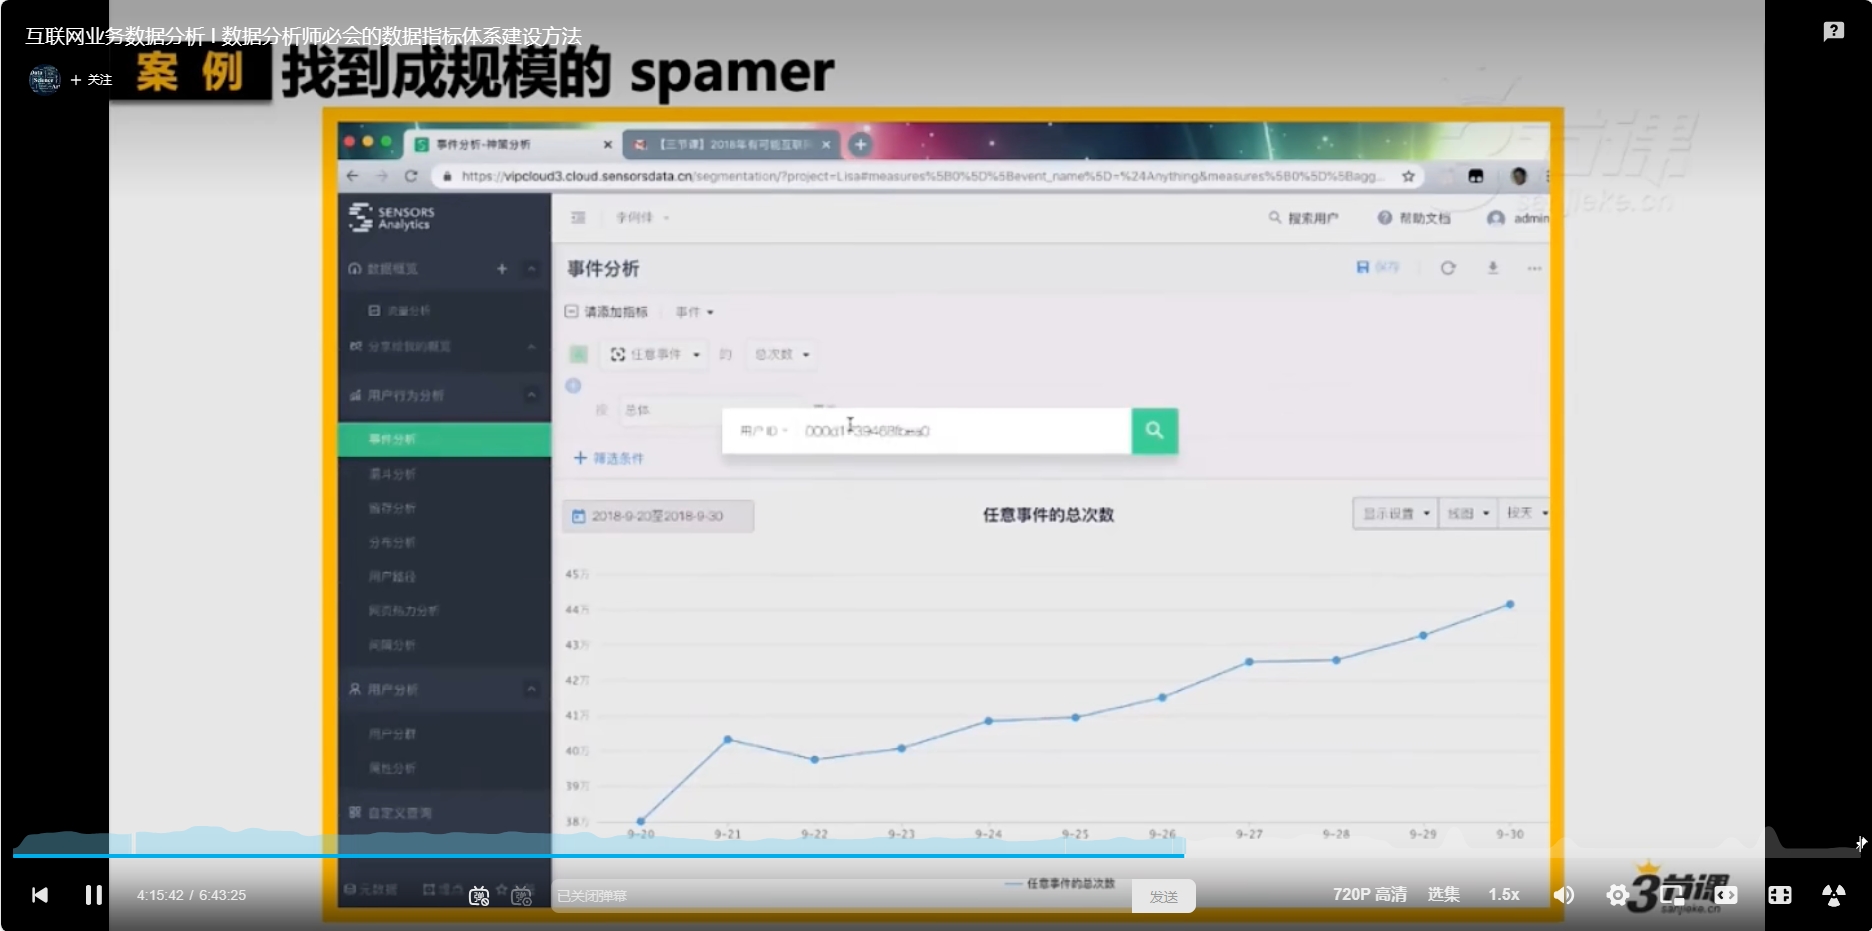 互联网业务数据分析 | 数据分析师必会的数据指标体系建设方法
+ 关注
案 例 找到成规模的 spamer
3节课
sanjieke.cn
事件分析-神策分析
【三节课】2018年有可能互联
https://vipcloud3.cloud.sensorsdata.cn/segmentation/?project=Lisa#measures%5B0%5D%5Bevent_name%5D=%24Anything&measures%5B0%5D%5Bagg...
SENSORS
Analytics
搜索用户
帮助文档
admin
数据概览
流量分析
分享给我的概览
用户行为分析
事件分析
漏斗分析
留存分析
分布分析
用户路径
网页热力分析
间隔分析
用户分析
用户分群
属性分析
自定义查询
元数据
埋点
事件分析
保存
请添加指标
事件
任意事件
的
总次数
按
总体
用户ID
筛选条件
2018-9-20至2018-9-30
任意事件的总次数
显示设置
线图
按天
45万
44万
43万
42万
41万
40万
39万
38万
9-20
9-21
9-22
9-23
9-24
9-25
9-26
9-27
9-28
9-29
9-30
任意事件的总次数
4:15:42 / 6:43:25
已关闭弹幕
发送
720P 高清
选集
1.5x
3节课
sanjieke.cn